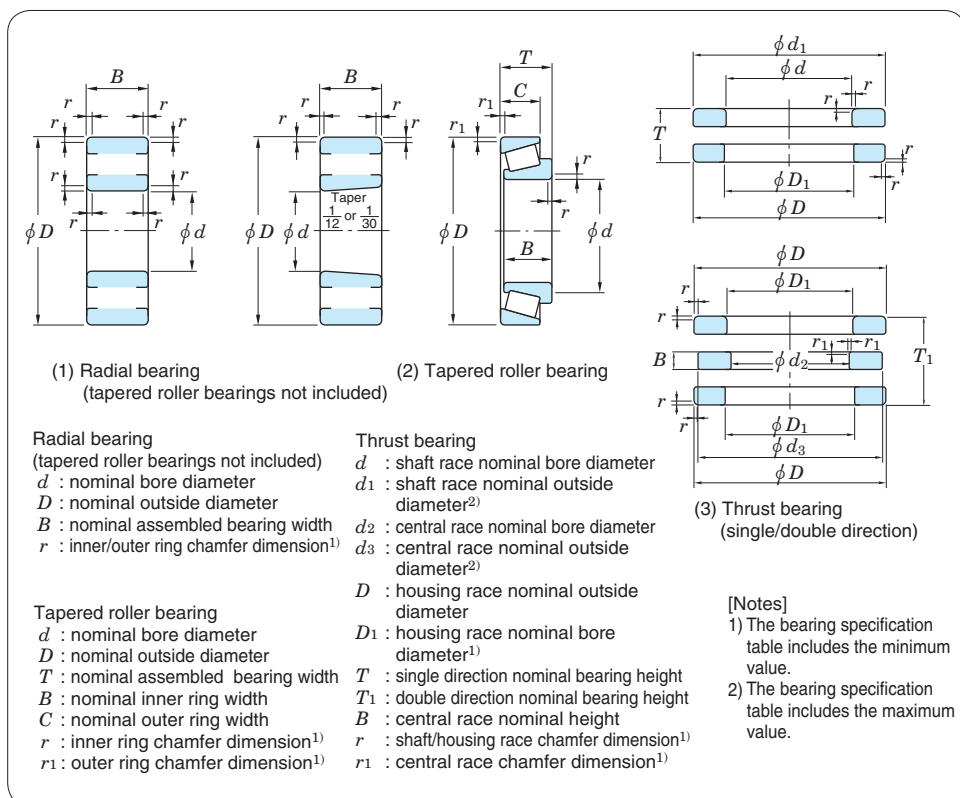 B
r
r
r
r
r
r
r
r
φD
φd
B
r
r
r
r
φD
φd
Taper
1/12 or 1/30
T
C
r1
r1
r
r
φD
B
φd
φd1
φd
r
r
T
r
r
φD1
φD
φD
φD1
r
r
r1
r1
B
φd2
T1
r
r
φD1
φd3
φD
(1) Radial bearing
(tapered roller bearings not included)
(2) Tapered roller bearing
(3) Thrust bearing
(single/double direction)
Radial bearing
(tapered roller bearings not included)
d : nominal bore diameter
D : nominal outside diameter
B : nominal assembled bearing width
r : inner/outer ring chamfer dimension1)
Tapered roller bearing
d : nominal bore diameter
D : nominal outside diameter
T : nominal assembled bearing width
B : nominal inner ring width
C : nominal outer ring width
r : inner ring chamfer dimension1)
r1 : outer ring chamfer dimension1)
Thrust bearing
d : shaft race nominal bore diameter
d1 : shaft race nominal outside
diameter2)
d2 : central race nominal bore diameter
d3 : central race nominal outside
diameter2)
D : housing race nominal outside
diameter
D1 : housing race nominal bore
diameter1)
T : single direction nominal bearing height
T1 : double direction nominal bearing height
B : central race nominal height
r : shaft/housing race chamfer dimension1)
r1 : central race chamfer dimension1)
[Notes]
1) The bearing specification
table includes the minimum
value.
2) The bearing specification
table includes the maximum
value.